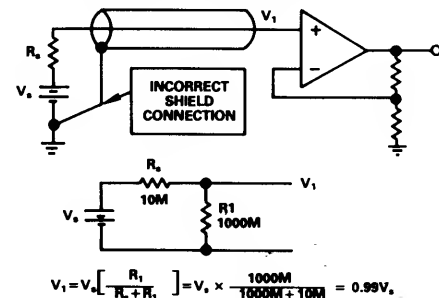 V₁
Rₛ
+
−
Vₛ
INCORRECT
SHIELD
CONNECTION
Rₛ
10M
V₁
Vₛ
R1
1000M
V₁ = Vₛ[ R₁ / Rₛ + R₁ ] = Vₛ × 1000M / 1000M + 10M = 0.99Vₛ